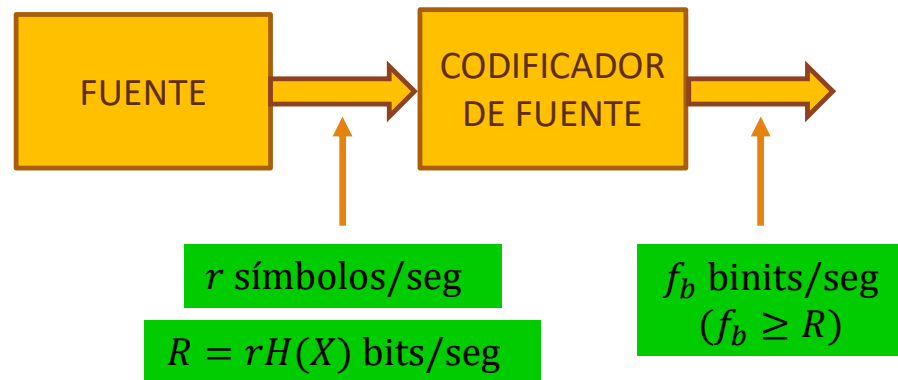 FUENTE
CODIFICADOR
DE FUENTE
r símbolos/seg
R = rH(X) bits/seg
f_b binits/seg
(f_b ≥ R)